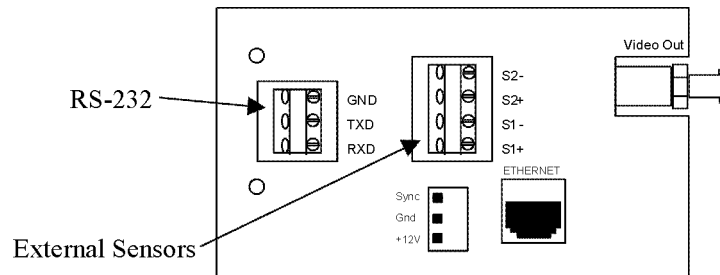 Video Out
RS-232
GND
TXD
RXD
S2-
S2+
S1-
S1+
ETHERNET
Sync
Gnd
+12V
External Sensors